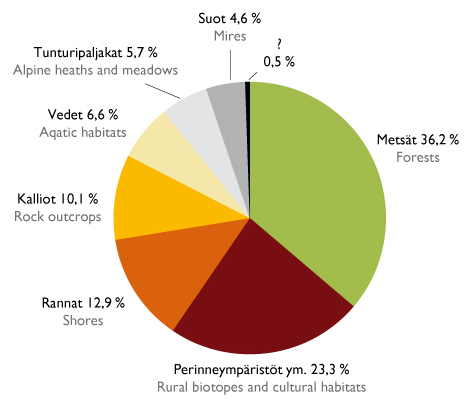 Suot 4,6 %
Mires
?
0,5 %
Tunturipaljakat 5,7 %
Alpine heaths and meadows
Vedet 6,6 %
Aqatic habitats
Metsät 36,2 %
Forests
Kalliot 10,1 %
Rock outcrops
Rannat 12,9 %
Shores
Perinneympäristöt ym. 23,3 %
Rural biotopes and cultural habitats